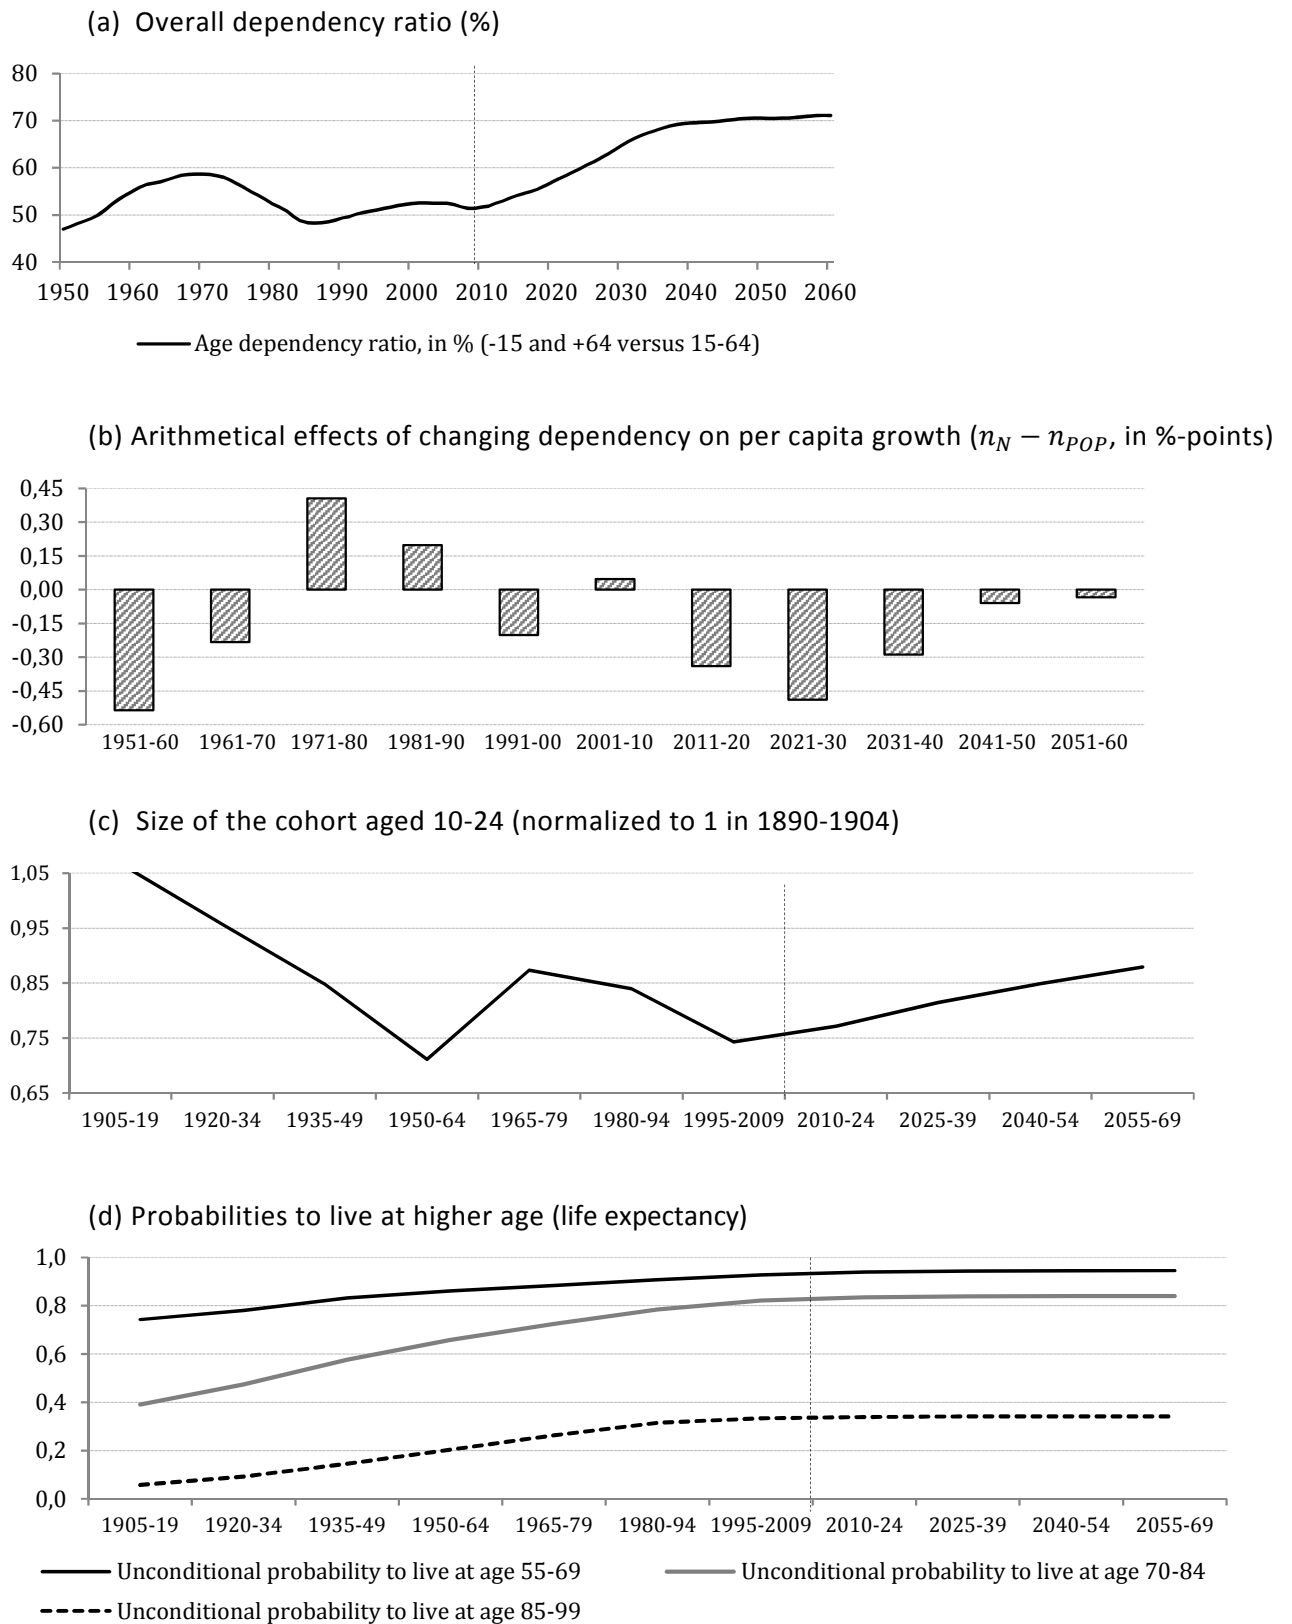 (a) Overall dependency ratio (%)
80
70
60
50
40
1950 1960 1970 1980 1990 2000 2010 2020 2030 2040 2050 2060
Age dependency ratio, in % (-15 and +64 versus 15-64)
(b) Arithmetical effects of changing dependency on per capita growth (n_N − n_POP, in %-points)
0,45
0,30
0,15
0,00
-0,15
-0,30
-0,45
-0,60
1951-60 1961-70 1971-80 1981-90 1991-00 2001-10 2011-20 2021-30 2031-40 2041-50 2051-60
(c) Size of the cohort aged 10-24 (normalized to 1 in 1890-1904)
1,05
0,95
0,85
0,75
0,65
1905-19 1920-34 1935-49 1950-64 1965-79 1980-94 1995-2009 2010-24 2025-39 2040-54 2055-69
(d) Probabilities to live at higher age (life expectancy)
1,0
0,8
0,6
0,4
0,2
0,0
1905-19 1920-34 1935-49 1950-64 1965-79 1980-94 1995-2009 2010-24 2025-39 2040-54 2055-69
Unconditional probability to live at age 55-69 Unconditional probability to live at age 70-84
Unconditional probability to live at age 85-99